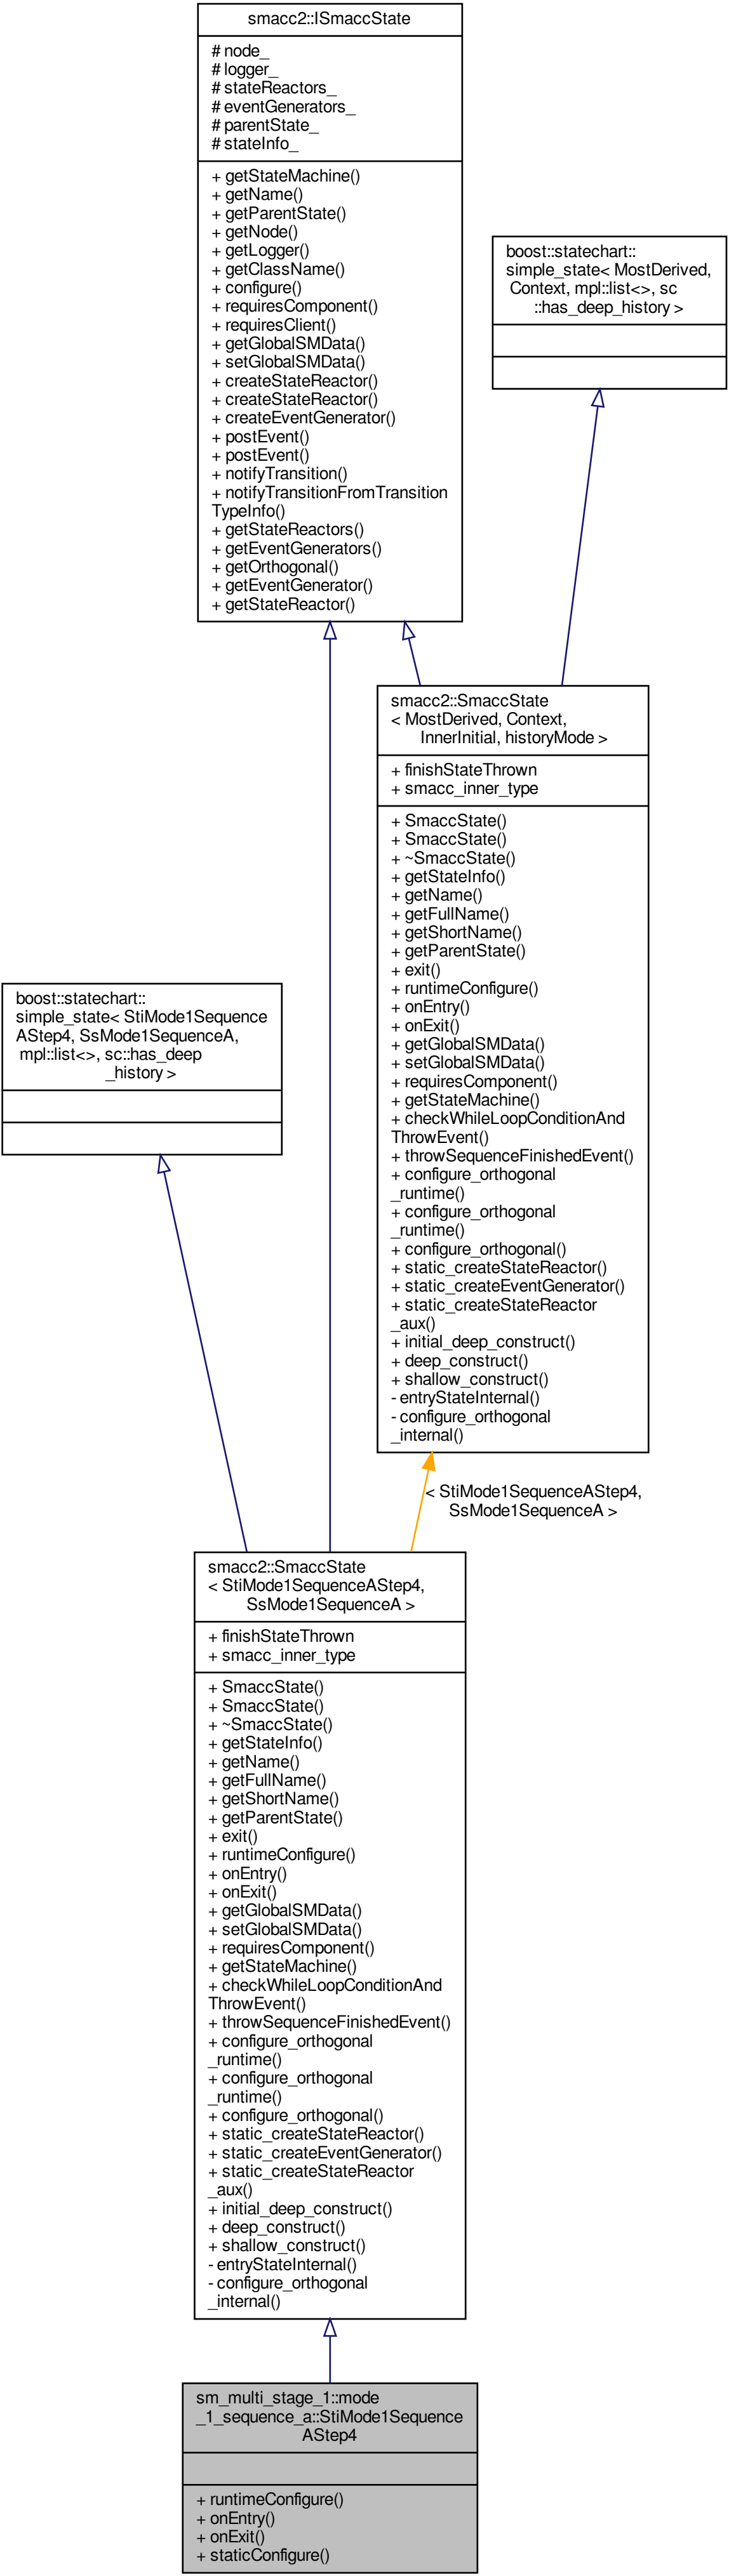 smacc2::ISmaccState
# node_
# logger_
# stateReactors_
# eventGenerators_
# parentState_
# stateInfo_
+ getStateMachine()
+ getName()
+ getParentState()
+ getNode()
+ getLogger()
+ getClassName()
+ configure()
+ requiresComponent()
+ requiresClient()
+ getGlobalSMData()
+ setGlobalSMData()
+ createStateReactor()
+ createStateReactor()
+ createEventGenerator()
+ postEvent()
+ postEvent()
+ notifyTransition()
+ notifyTransitionFromTransition
TypeInfo()
+ getStateReactors()
+ getEventGenerators()
+ getOrthogonal()
+ getEventGenerator()
+ getStateReactor()
boost::statechart::
simple_state< MostDerived,
Context, mpl::list<>, sc
::has_deep_history >
smacc2::SmaccState
< MostDerived, Context,
InnerInitial, historyMode >
+ finishStateThrown
+ smacc_inner_type
+ SmaccState()
+ SmaccState()
+ ~SmaccState()
+ getStateInfo()
+ getName()
+ getFullName()
+ getShortName()
+ getParentState()
+ exit()
+ runtimeConfigure()
+ onEntry()
+ onExit()
+ getGlobalSMData()
+ setGlobalSMData()
+ requiresComponent()
+ getStateMachine()
+ checkWhileLoopConditionAnd
ThrowEvent()
+ throwSequenceFinishedEvent()
+ configure_orthogonal
_runtime()
+ configure_orthogonal
_runtime()
+ configure_orthogonal()
+ static_createStateReactor()
+ static_createEventGenerator()
+ static_createStateReactor
_aux()
+ initial_deep_construct()
+ deep_construct()
+ shallow_construct()
- entryStateInternal()
- configure_orthogonal
_internal()
boost::statechart::
simple_state< StiMode1Sequence
AStep4, SsMode1SequenceA,
mpl::list<>, sc::has_deep
_history >
< StiMode1SequenceAStep4,
SsMode1SequenceA >
smacc2::SmaccState
< StiMode1SequenceAStep4,
SsMode1SequenceA >
+ finishStateThrown
+ smacc_inner_type
+ SmaccState()
+ SmaccState()
+ ~SmaccState()
+ getStateInfo()
+ getName()
+ getFullName()
+ getShortName()
+ getParentState()
+ exit()
+ runtimeConfigure()
+ onEntry()
+ onExit()
+ getGlobalSMData()
+ setGlobalSMData()
+ requiresComponent()
+ getStateMachine()
+ checkWhileLoopConditionAnd
ThrowEvent()
+ throwSequenceFinishedEvent()
+ configure_orthogonal
_runtime()
+ configure_orthogonal
_runtime()
+ configure_orthogonal()
+ static_createStateReactor()
+ static_createEventGenerator()
+ static_createStateReactor
_aux()
+ initial_deep_construct()
+ deep_construct()
+ shallow_construct()
- entryStateInternal()
- configure_orthogonal
_internal()
sm_multi_stage_1::mode
_1_sequence_a::StiMode1Sequence
AStep4
+ runtimeConfigure()
+ onEntry()
+ onExit()
+ staticConfigure()